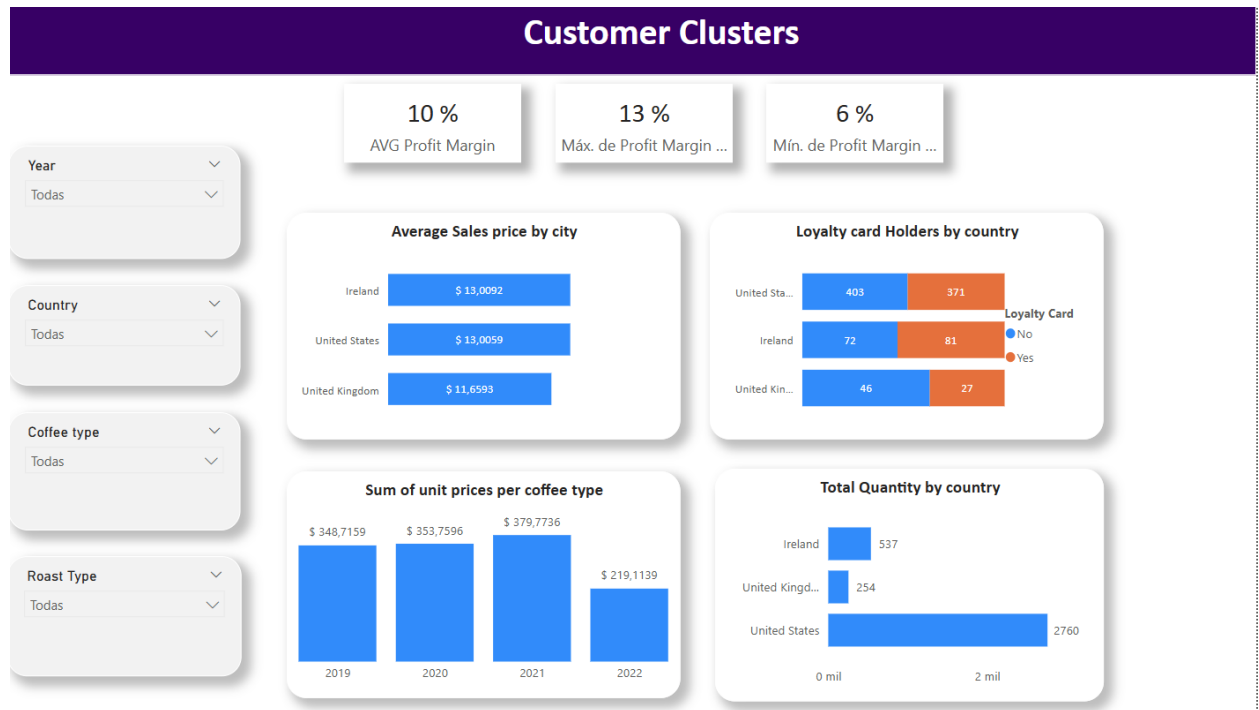 Customer Clusters
10 %
AVG Profit Margin
13 %
Máx. de Profit Margin ...
6 %
Mín. de Profit Margin ...
Year
Todas
Country
Todas
Coffee type
Todas
Roast Type
Todas
Average Sales price by city
Ireland
$ 13,0092
United States
$ 13,0059
United Kingdom
$ 11,6593
Loyalty card Holders by country
United Sta...
403
371
Ireland
72
81
United Kin...
46
27
Loyalty Card
No
Yes
Sum of unit prices per coffee type
$ 348,7159
$ 353,7596
$ 379,7736
$ 219,1139
2019
2020
2021
2022
Total Quantity by country
Ireland
537
United Kingd...
254
United States
2760
0 mil
2 mil